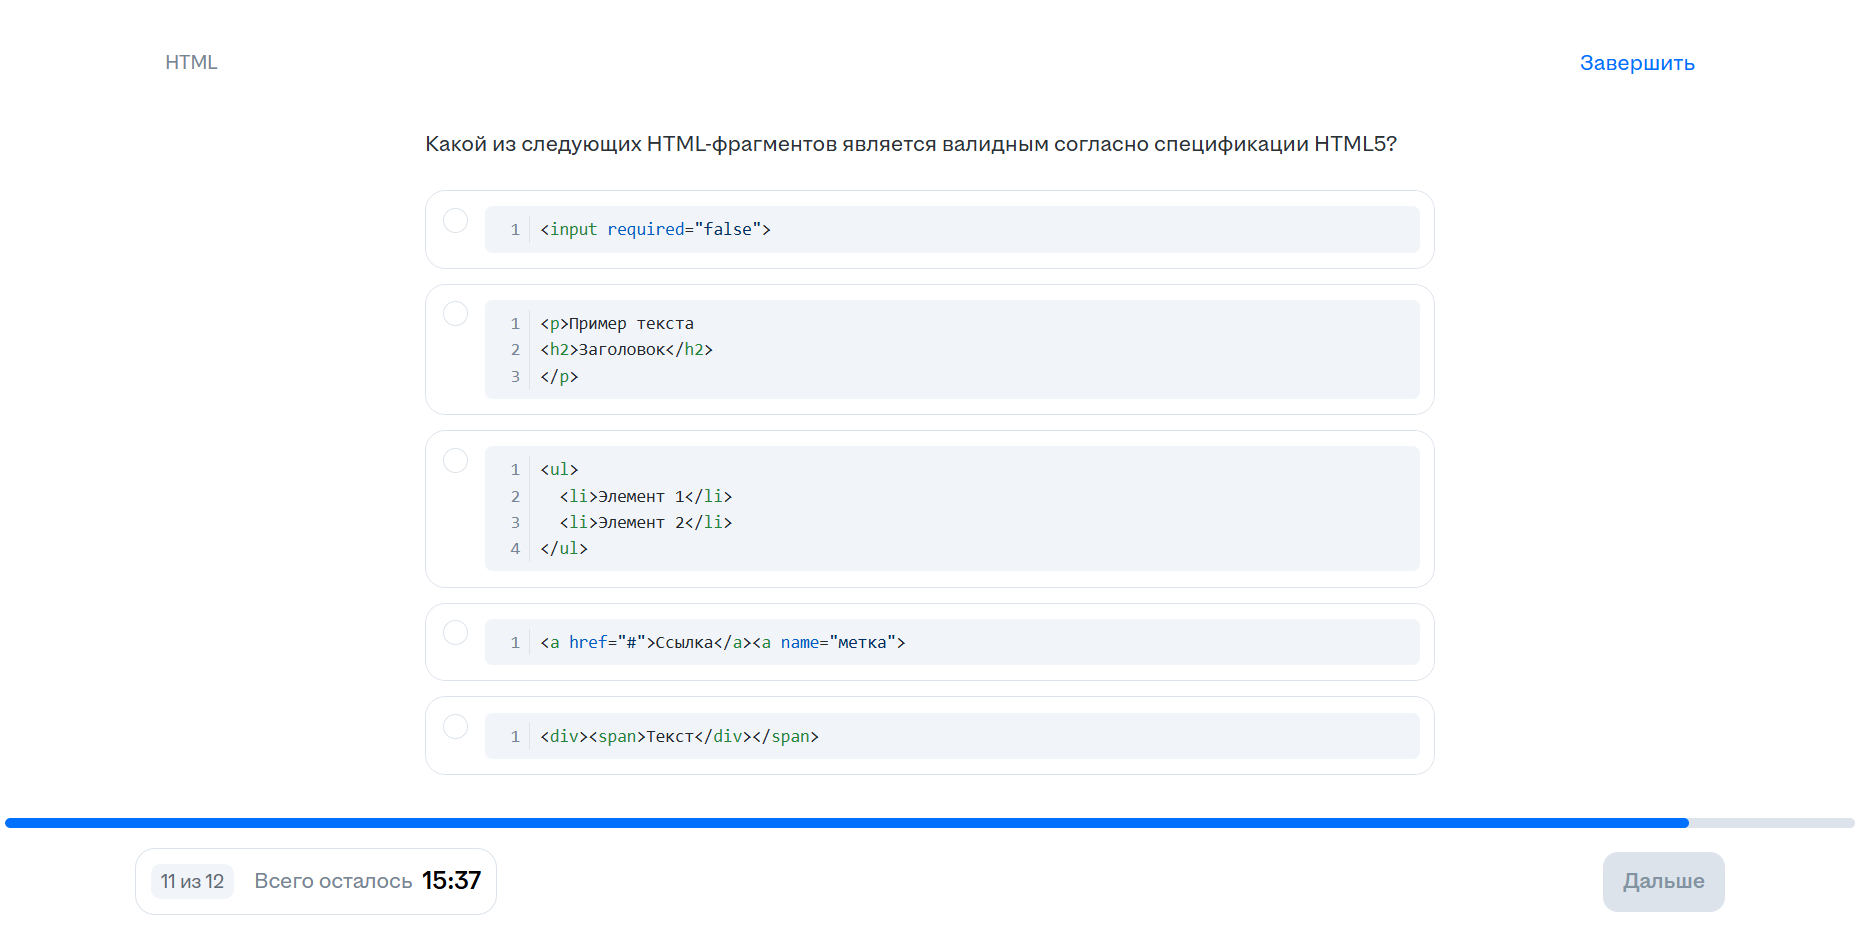 HTML
Завершить
Какой из следующих HTML-фрагментов является валидным согласно спецификации HTML5?
1 <input required="false">
1 <p>Пример текста
2 <h2>Заголовок</h2>
3 </p>
1 <ul>
2   <li>Элемент 1</li>
3   <li>Элемент 2</li>
4 </ul>
1 <a href="#">Ссылка</a><a name="метка">
1 <div><span>Текст</div></span>
11 из 12 Всего осталось 15:37
Дальше